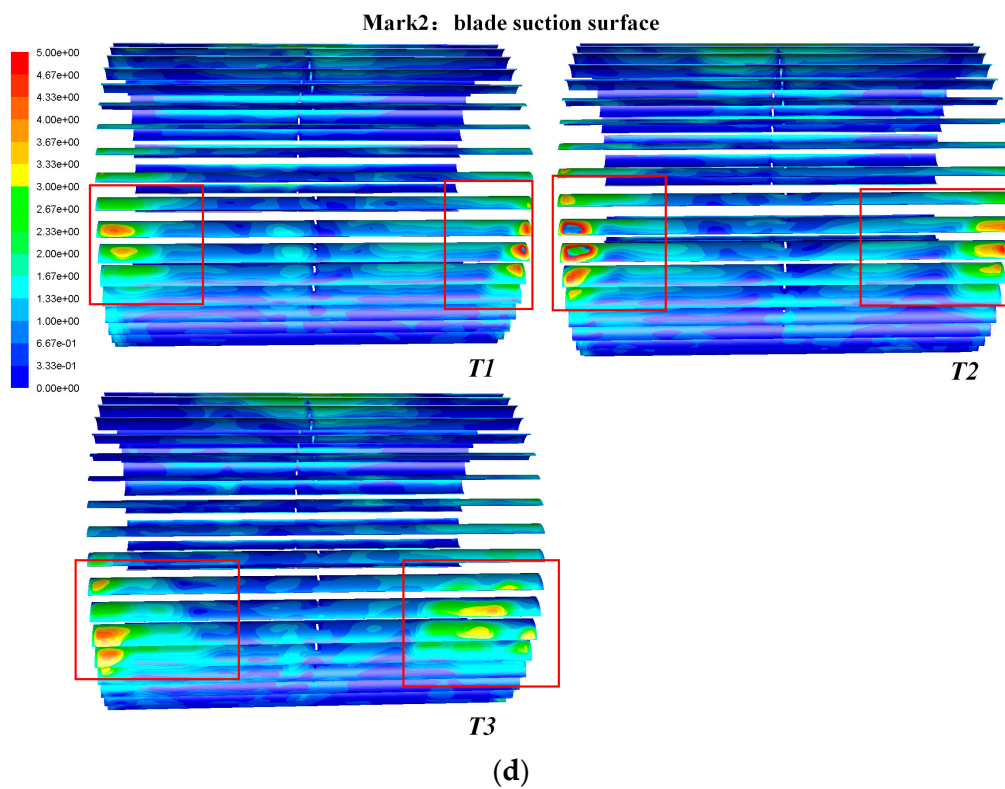 Mark2：blade suction surface
5.00e+00
4.67e+00
4.33e+00
4.00e+00
3.67e+00
3.33e+00
3.00e+00
2.67e+00
2.33e+00
2.00e+00
1.67e+00
1.33e+00
1.00e+00
6.67e-01
3.33e-01
0.00e+00
T1
T2
T3
(d)